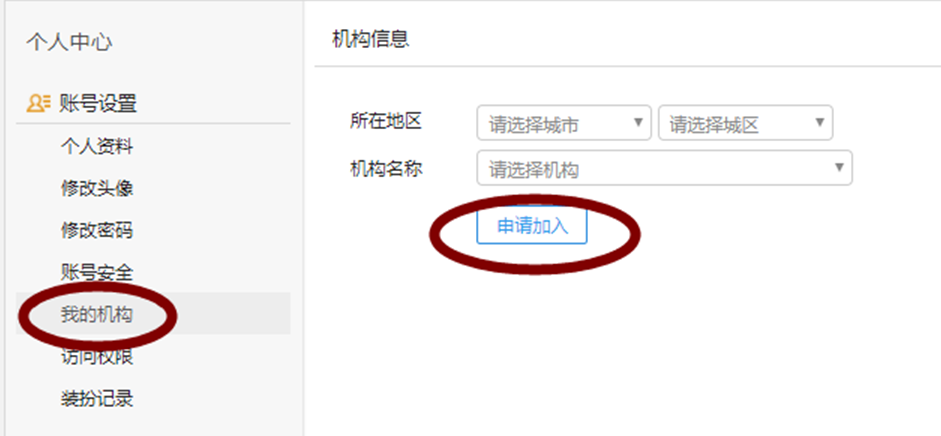 个人中心
账号设置
个人资料
修改头像
修改密码
账号安全
我的机构
访问权限
装扮记录
机构信息
所在地区 请选择城市 请选择城区
机构名称 请选择机构
申请加入